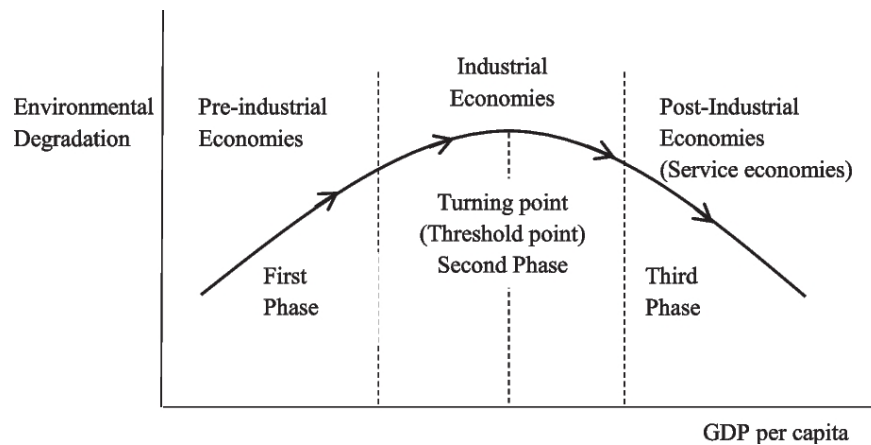 Environmental
Degradation
Pre-industrial
Economies
Industrial
Economies
Post-Industrial
Economies
(Service economies)
Turning point
(Threshold point)
Second Phase
First
Phase
Third
Phase
GDP per capita